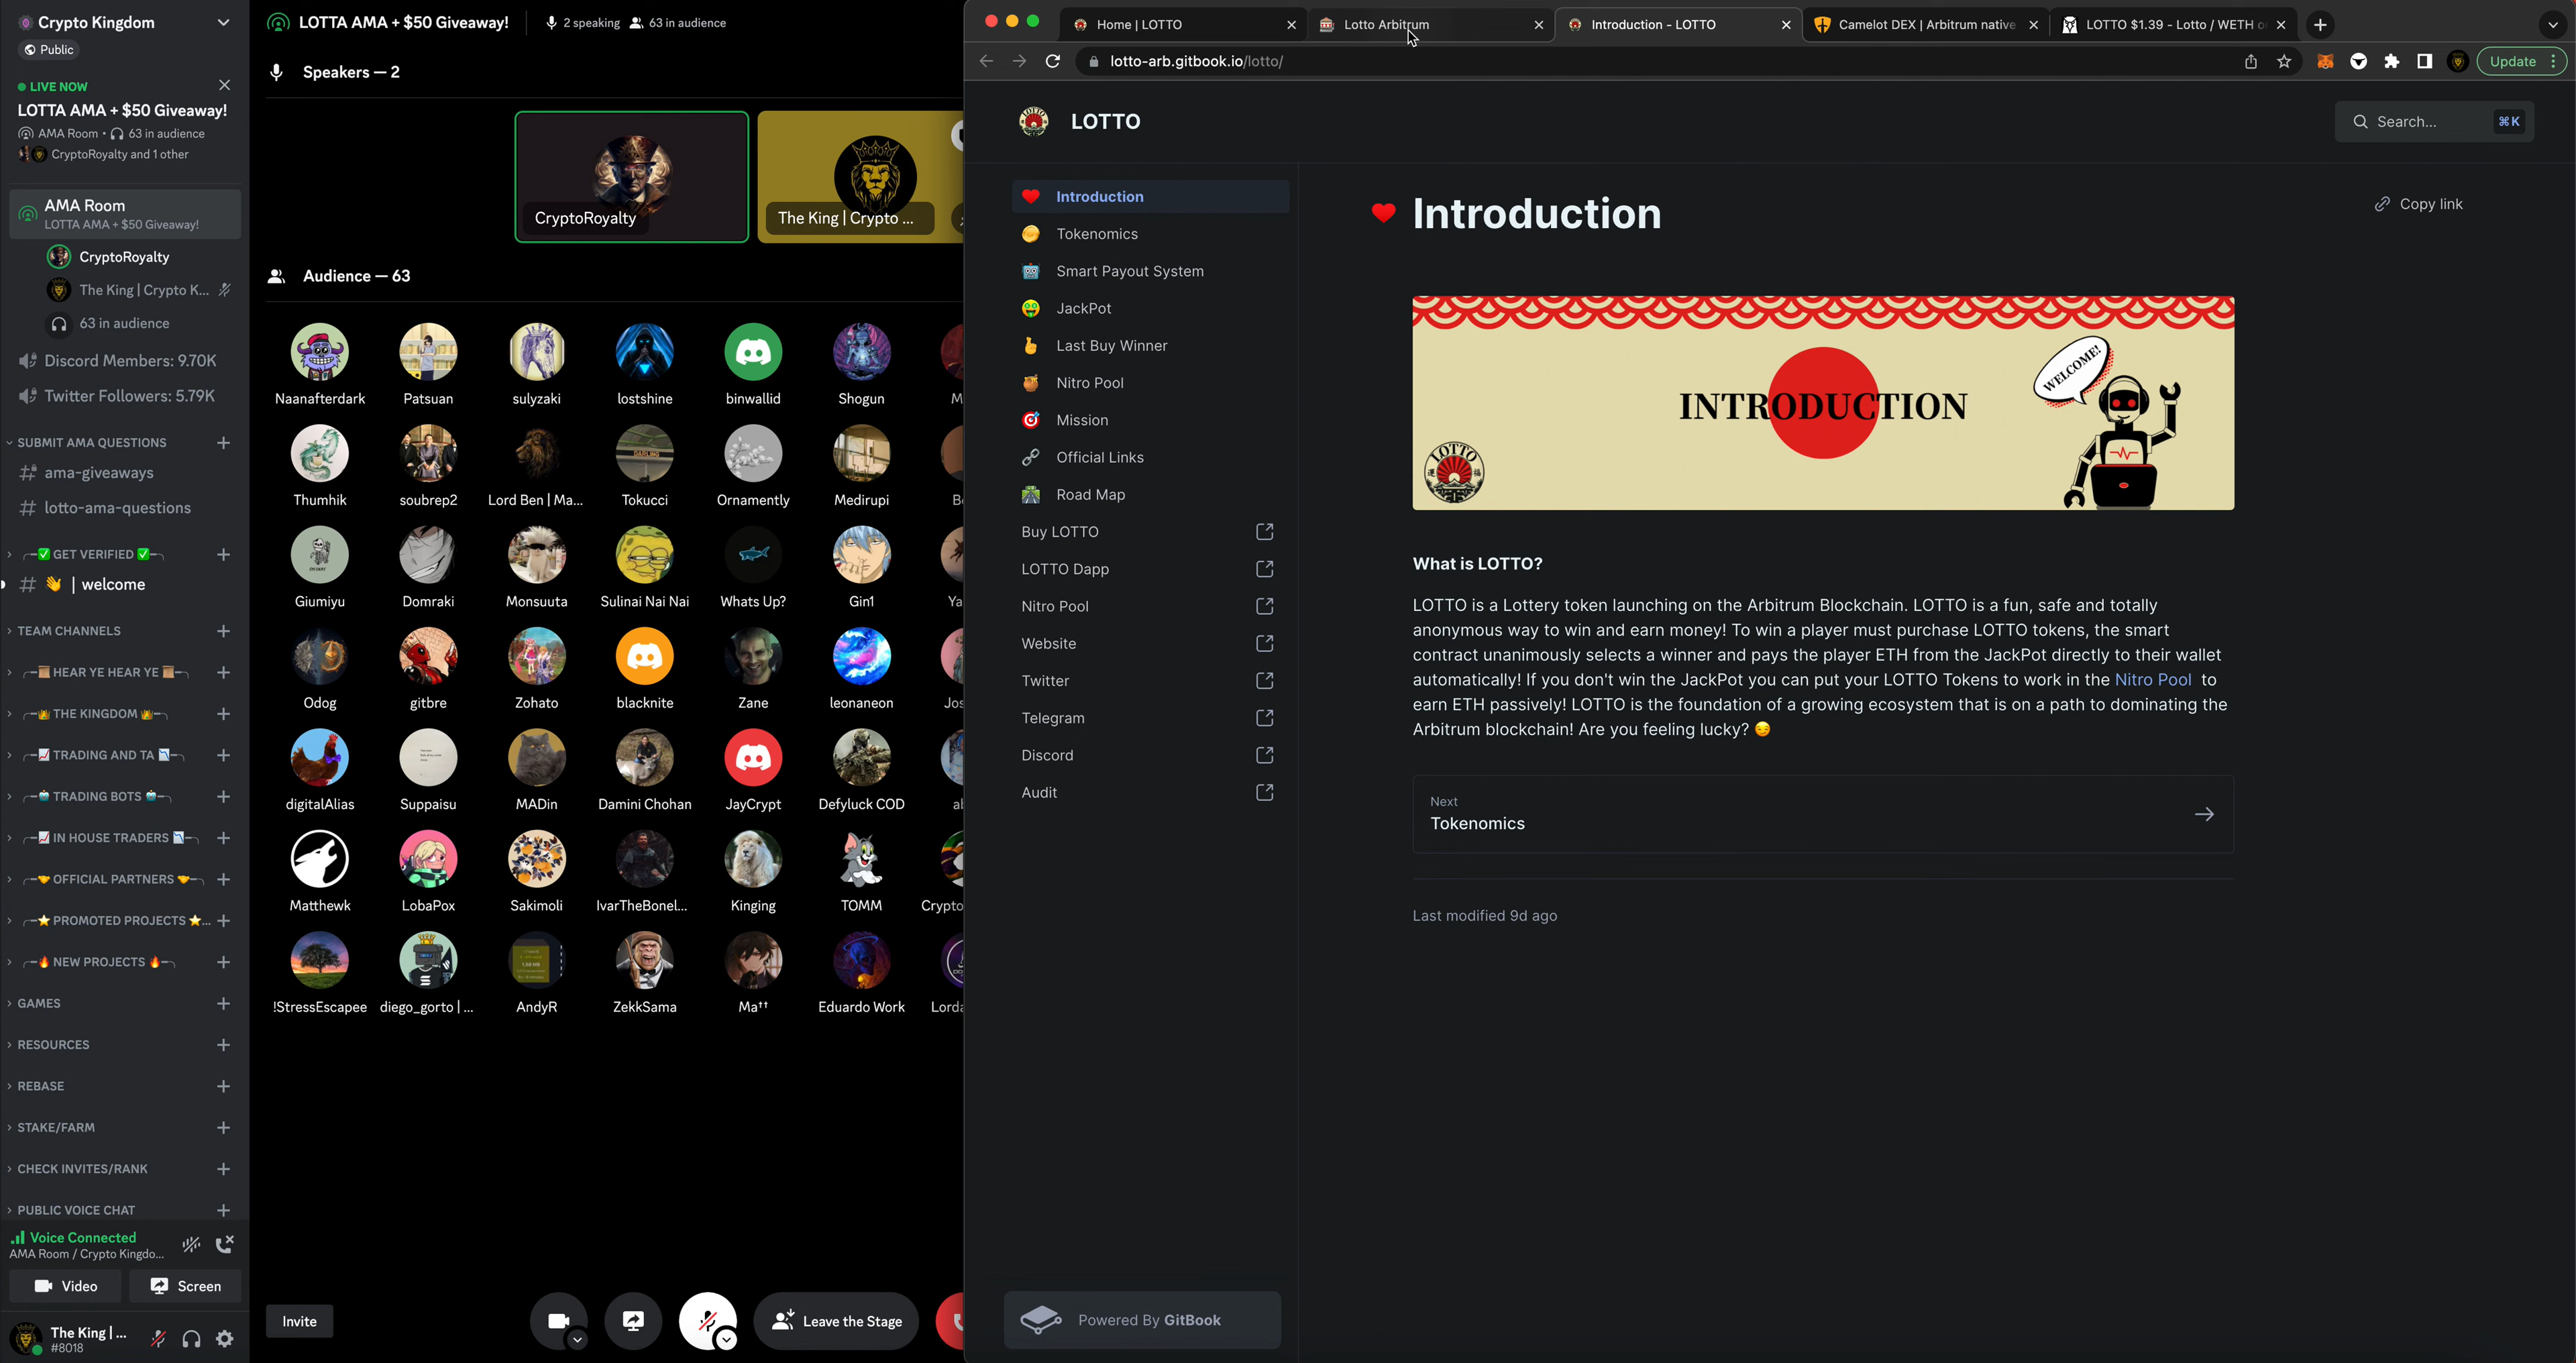 Crypto Kingdom
Public
LIVE NOW
LOTTA AMA + $50 Giveaway!
AMA Room • 63 in audience
CryptoRoyalty and 1 other
AMA Room
LOTTA AMA + $50 Giveaway!
CryptoRoyalty
The King | Crypto K...
63 in audience
Discord Members: 9.70K
Twitter Followers: 5.79K
SUBMIT AMA QUESTIONS
ama-giveaways
lotto-ama-questions
GET VERIFIED
| welcome
TEAM CHANNELS
HEAR YE HEAR YE
THE KINGDOM
TRADING AND TA
TRADING BOTS
IN HOUSE TRADERS
OFFICIAL PARTNERS
PROMOTED PROJECTS
NEW PROJECTS
GAMES
RESOURCES
REBASE
STAKE/FARM
CHECK INVITES/RANK
PUBLIC VOICE CHAT
Voice Connected
AMA Room / Crypto Kingdo...
Video
Screen
The King | ...
#8018
LOTTA AMA + $50 Giveaway!
2 speaking 63 in audience
Speakers — 2
CryptoRoyalty
The King | Crypto ...
Audience — 63
Naanafterdark Patsuan sulyzaki lostshine binwallid Shogun
Thumhik soubrep2 Lord Ben | Ma... Tokucci Ornamently Medirupi
Giumiyu Domraki Monsuuta Sulinai Nai Nai Whats Up? Gin1
Odog gitbre Zohato blacknite Zane leonaneon
digitalAlias Suppaisu MADin Damini Chohan JayCrypt Defyluck COD
Matthewk LobaPox Sakimoli IvarTheBonel... Kinging TOMM Crypto
!StressEscapee diego_gorto | ... AndyR ZekkSama Ma†† Eduardo Work
Invite
Leave the Stage
Home | LOTTO
Lotto Arbitrum
Introduction - LOTTO
Camelot DEX | Arbitrum native
LOTTO $1.39 - Lotto / WETH o
lotto-arb.gitbook.io/lotto/
Update
LOTTO
Search... ⌘K
Introduction
Tokenomics
Smart Payout System
JackPot
Last Buy Winner
Nitro Pool
Mission
Official Links
Road Map
Buy LOTTO
LOTTO Dapp
Nitro Pool
Website
Twitter
Telegram
Discord
Audit
Powered By GitBook
Introduction
Copy link
INTRODUCTION
WELCOME!
LOTTO
What is LOTTO?
LOTTO is a Lottery token launching on the Arbitrum Blockchain. LOTTO is a fun, safe and totally
anonymous way to win and earn money! To win a player must purchase LOTTO tokens, the smart
contract unanimously selects a winner and pays the player ETH from the JackPot directly to their wallet
automatically! If you don't win the JackPot you can put your LOTTO Tokens to work in the Nitro Pool to
earn ETH passively! LOTTO is the foundation of a growing ecosystem that is on a path to dominating the
Arbitrum blockchain! Are you feeling lucky? 😏
Next
Tokenomics
Last modified 9d ago